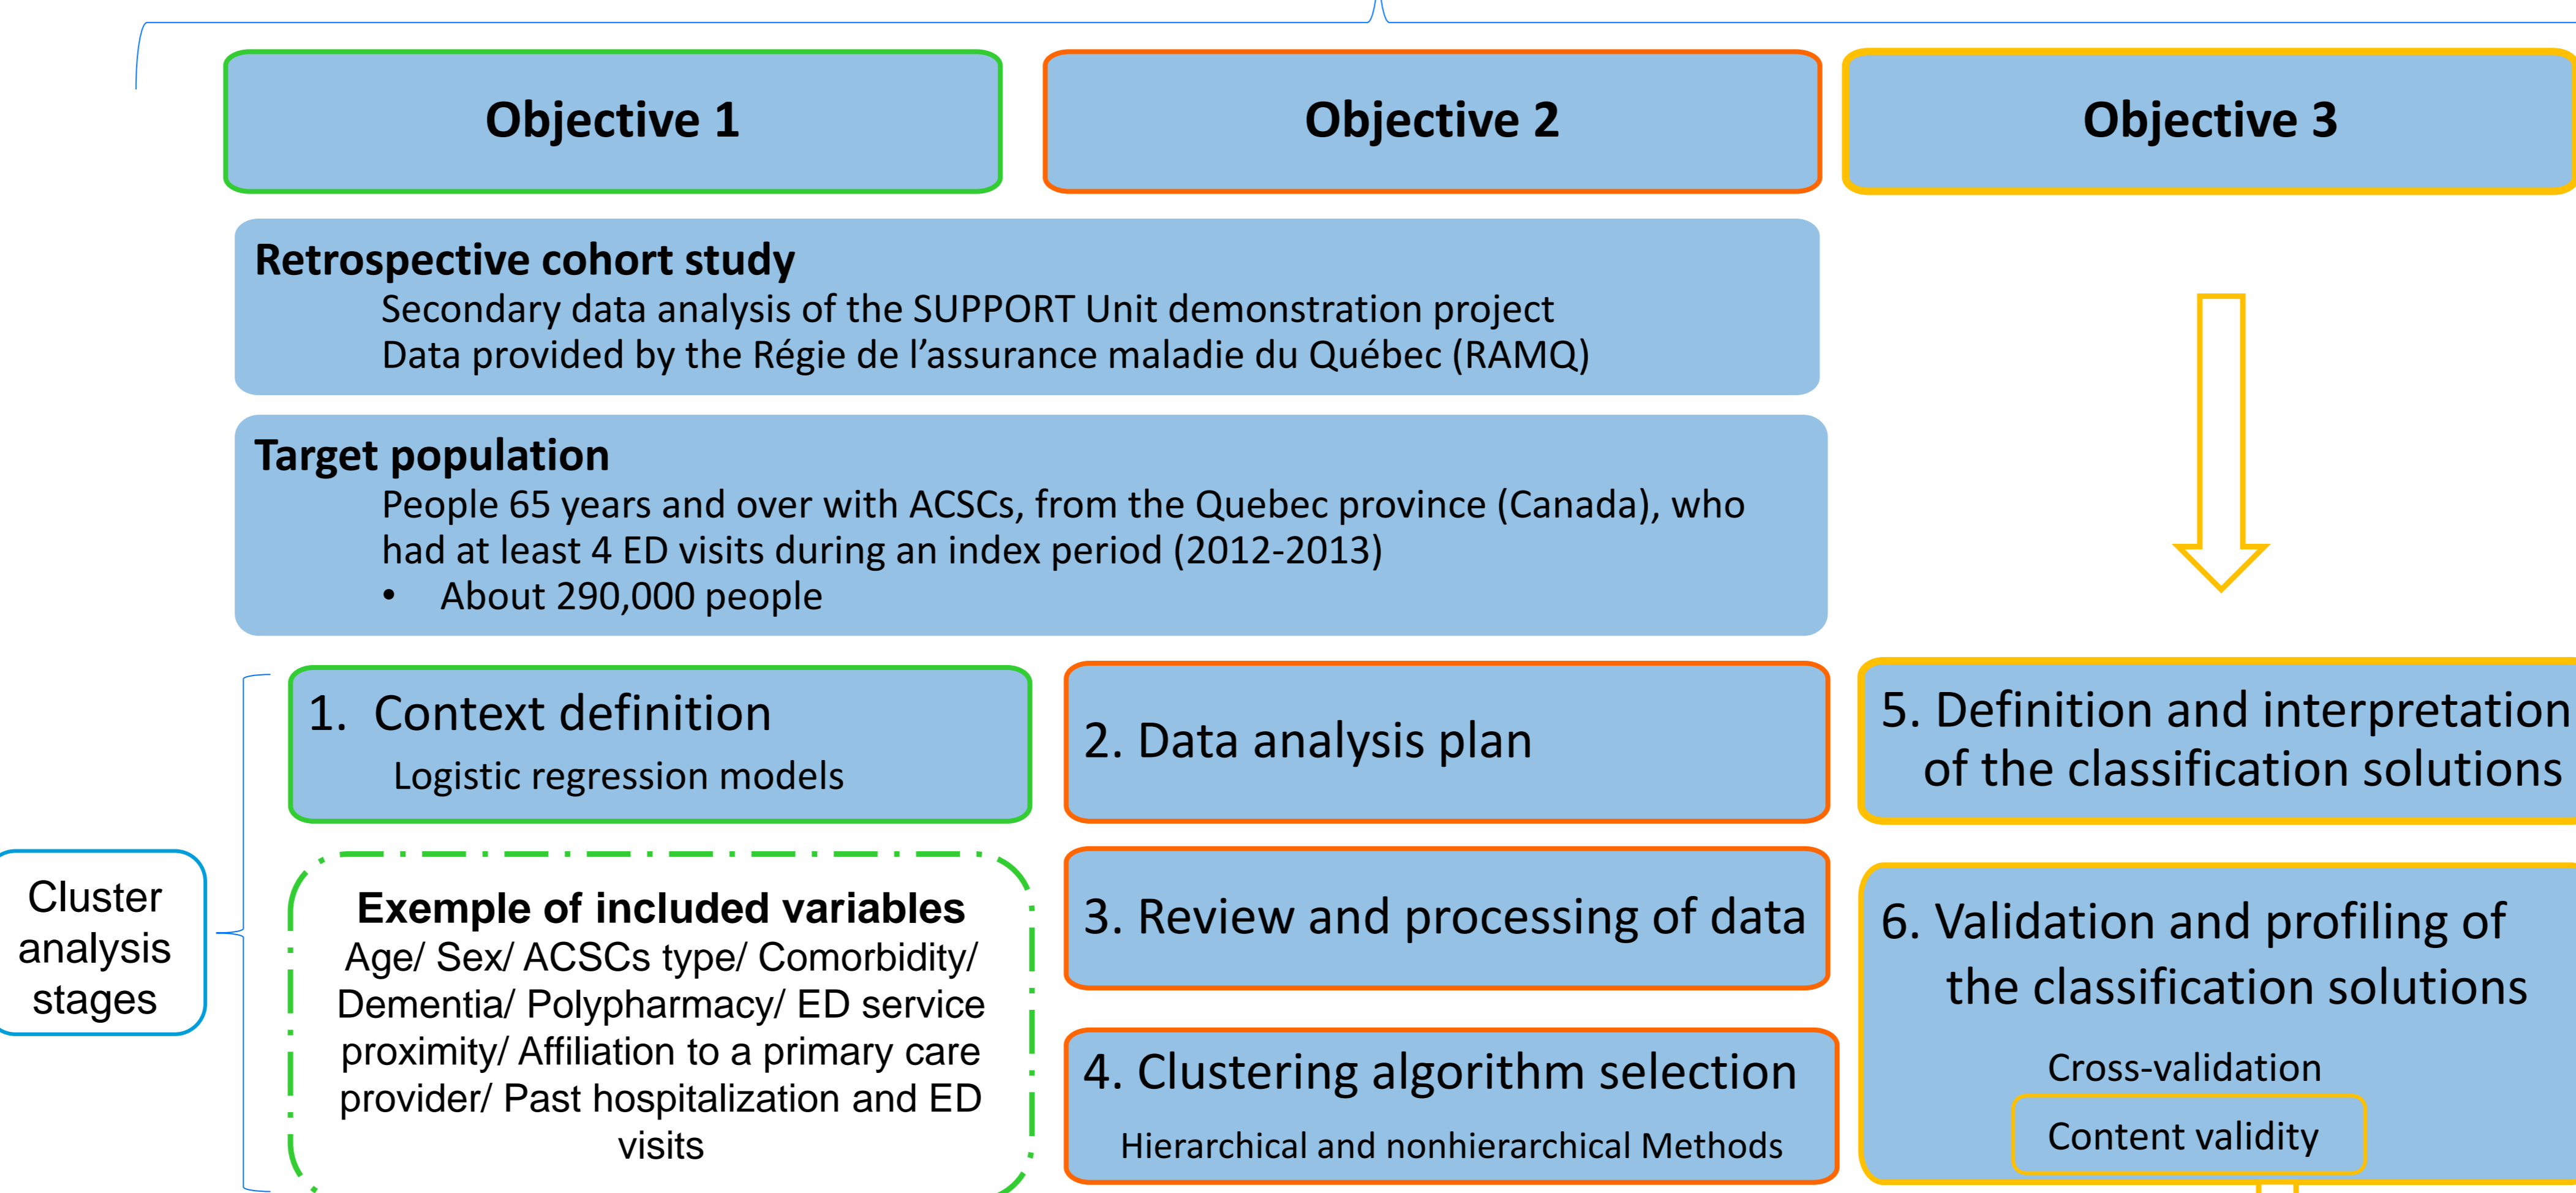 Objective 1
Objective 2
Objective 3
Retrospective cohort study
Secondary data analysis of the SUPPORT Unit demonstration project
Data provided by the Régie de l’assurance maladie du Québec (RAMQ)
Target population
People 65 years and over with ACSCs, from the Quebec province (Canada), who
had at least 4 ED visits during an index period (2012-2013)
• About 290,000 people
Cluster
analysis
stages
1. Context definition
Logistic regression models
Exemple of included variables
Age/ Sex/ ACSCs type/ Comorbidity/
Dementia/ Polypharmacy/ ED service
proximity/ Affiliation to a primary care
provider/ Past hospitalization and ED
visits
2. Data analysis plan
3. Review and processing of data
4. Clustering algorithm selection
Hierarchical and nonhierarchical Methods
5. Definition and interpretation
of the classification solutions
6. Validation and profiling of
the classification solutions
Cross-validation
Content validity